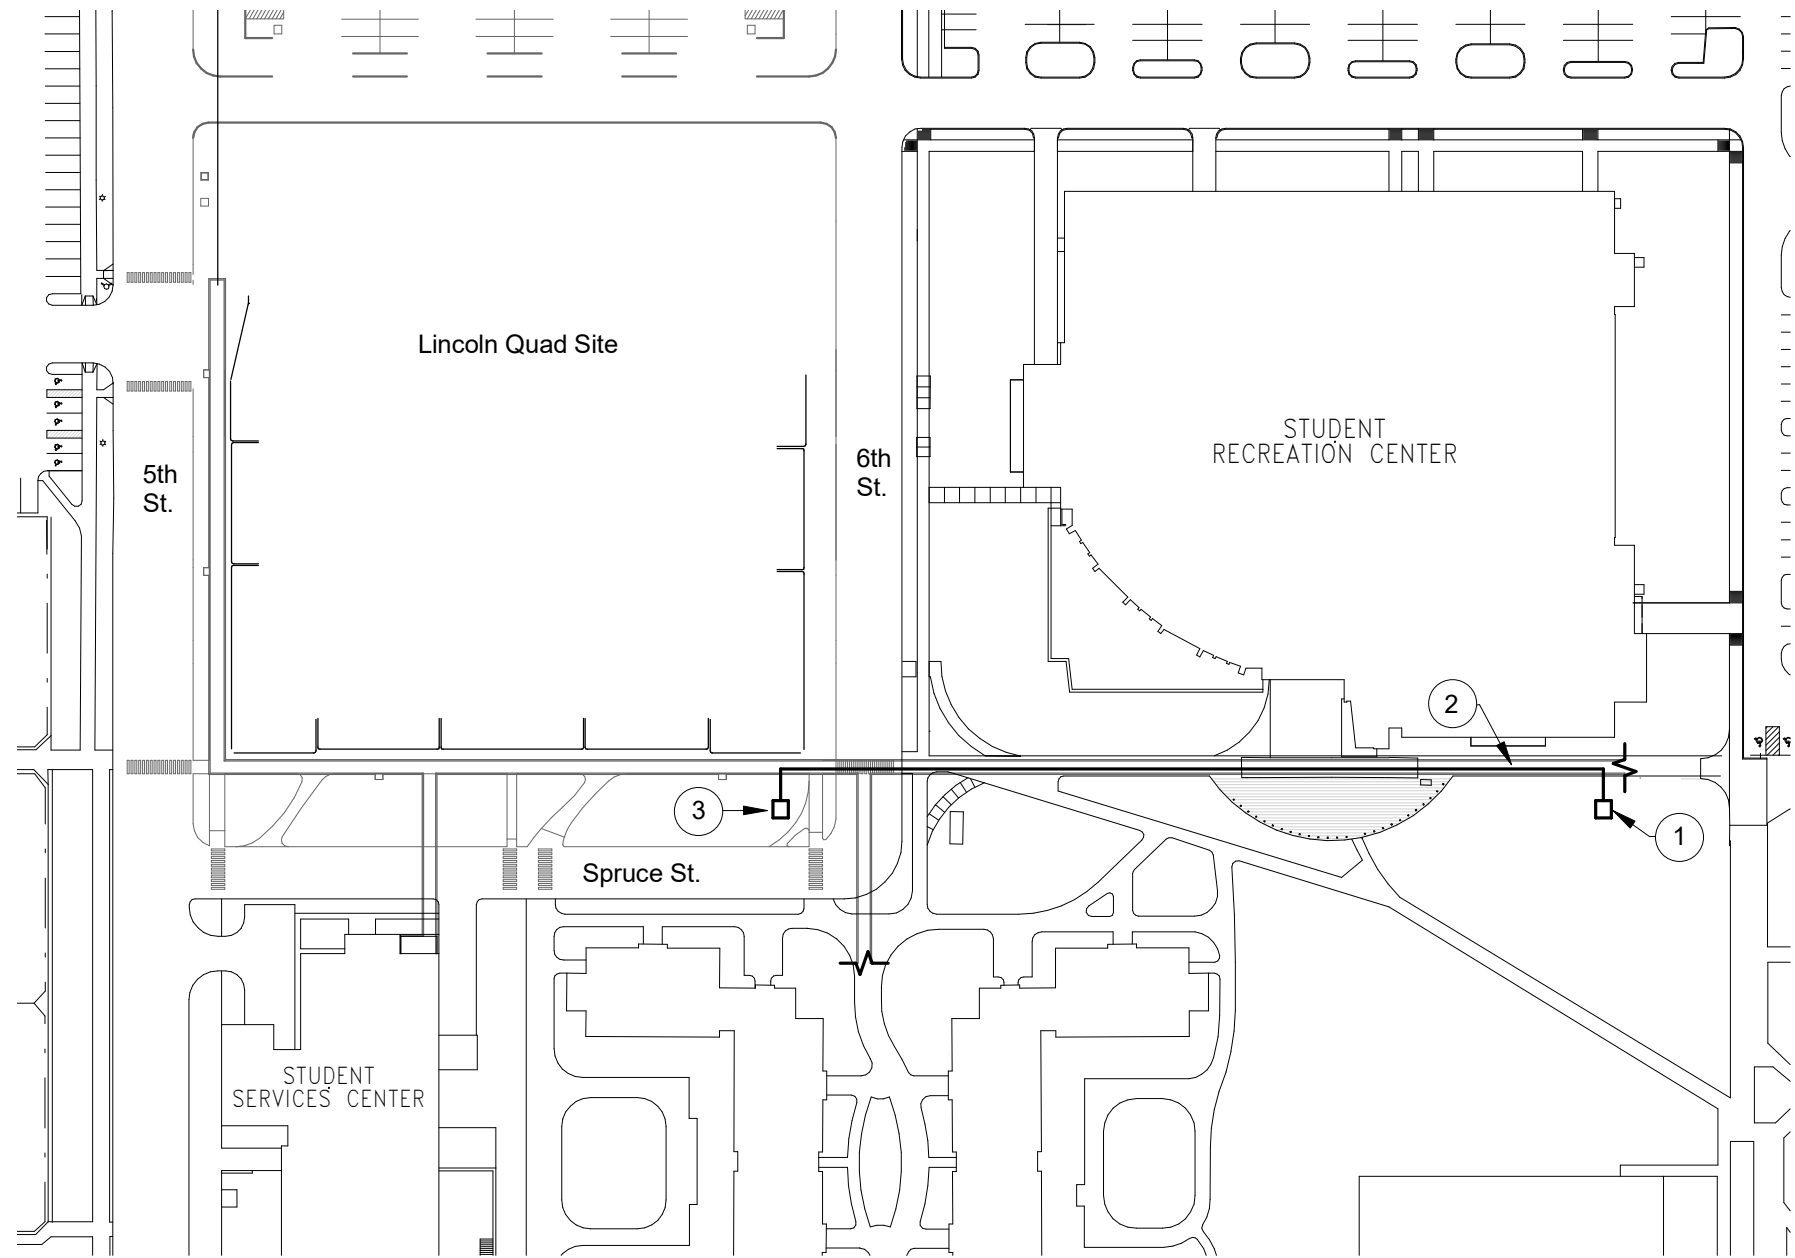 Lincoln Quad Site
STUDENT
RECREATION CENTER
6th
St.
5th
St.
2
3
1
Spruce St.
STUDENT
SERVICES CENTER